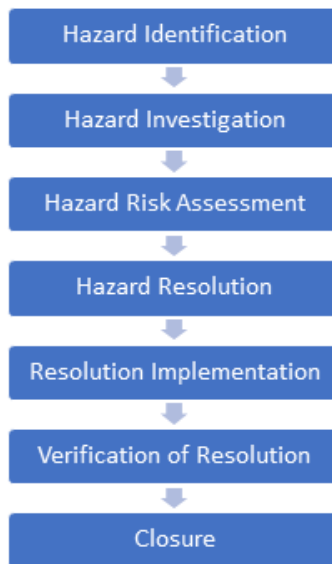 Hazard Identification
Hazard Investigation
Hazard Risk Assessment
Hazard Resolution
Resolution Implementation
Verification of Resolution
Closure